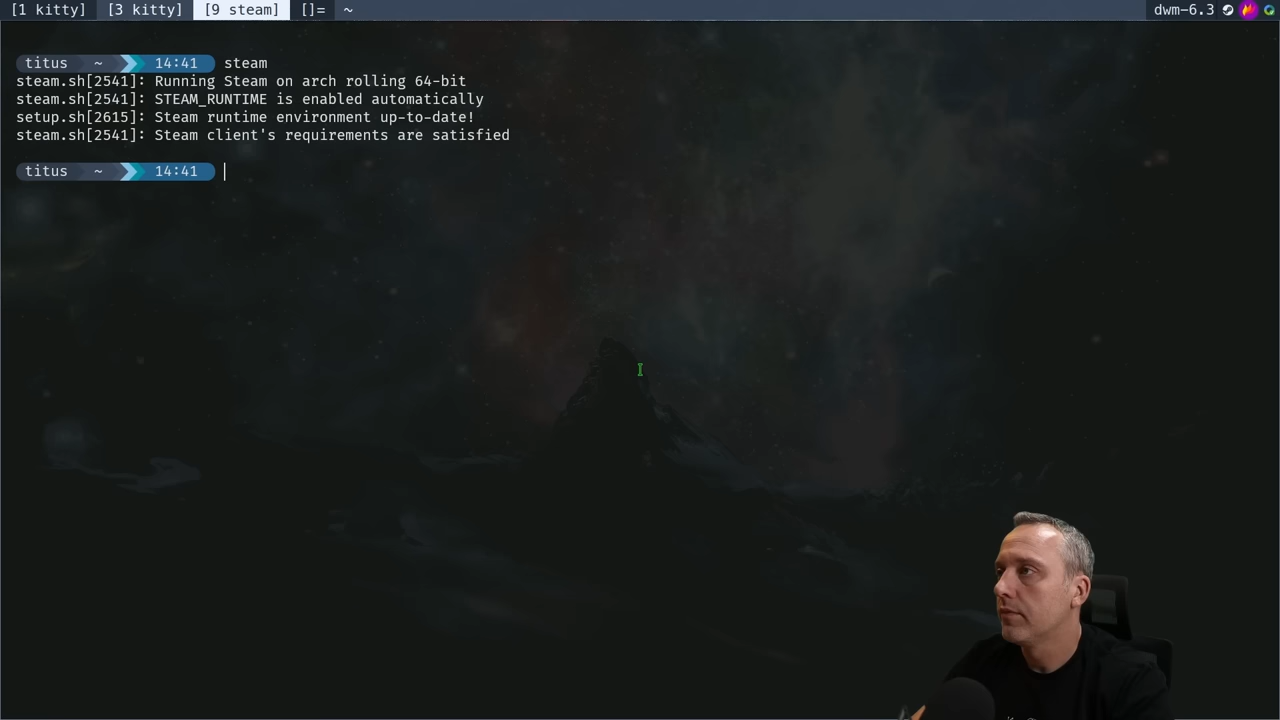 [1 kitty] [3 kitty] [9 steam] []= ~ dwm-6.3
titus ~ 14:41 steam
steam.sh[2541]: Running Steam on arch rolling 64-bit
steam.sh[2541]: STEAM_RUNTIME is enabled automatically
setup.sh[2615]: Steam runtime environment up-to-date!
steam.sh[2541]: Steam client's requirements are satisfied
titus ~ 14:41